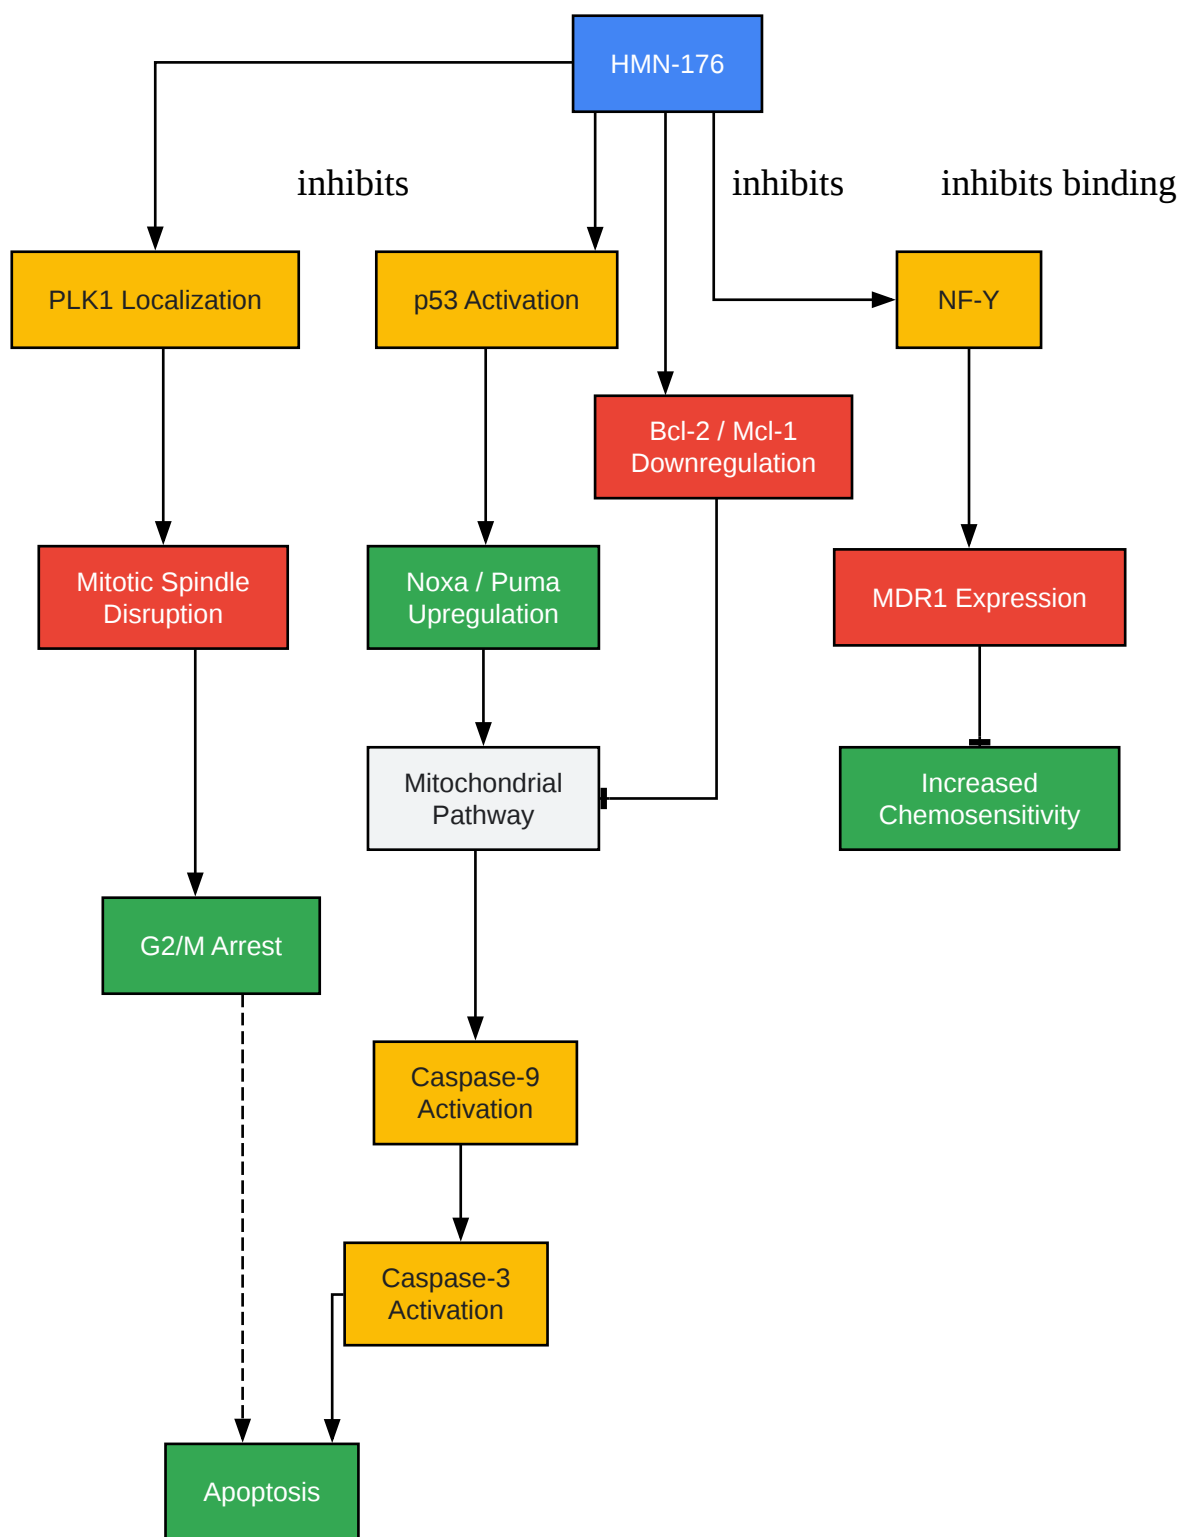 HMN-176
inhibits
inhibits
inhibits binding
PLK1 Localization
p53 Activation
NF-Y
Bcl-2 / Mcl-1
Downregulation
Mitotic Spindle
Disruption
Noxa / Puma
Upregulation
MDR1 Expression
Mitochondrial
Pathway
Increased
Chemosensitivity
G2/M Arrest
Caspase-9
Activation
Caspase-3
Activation
Apoptosis